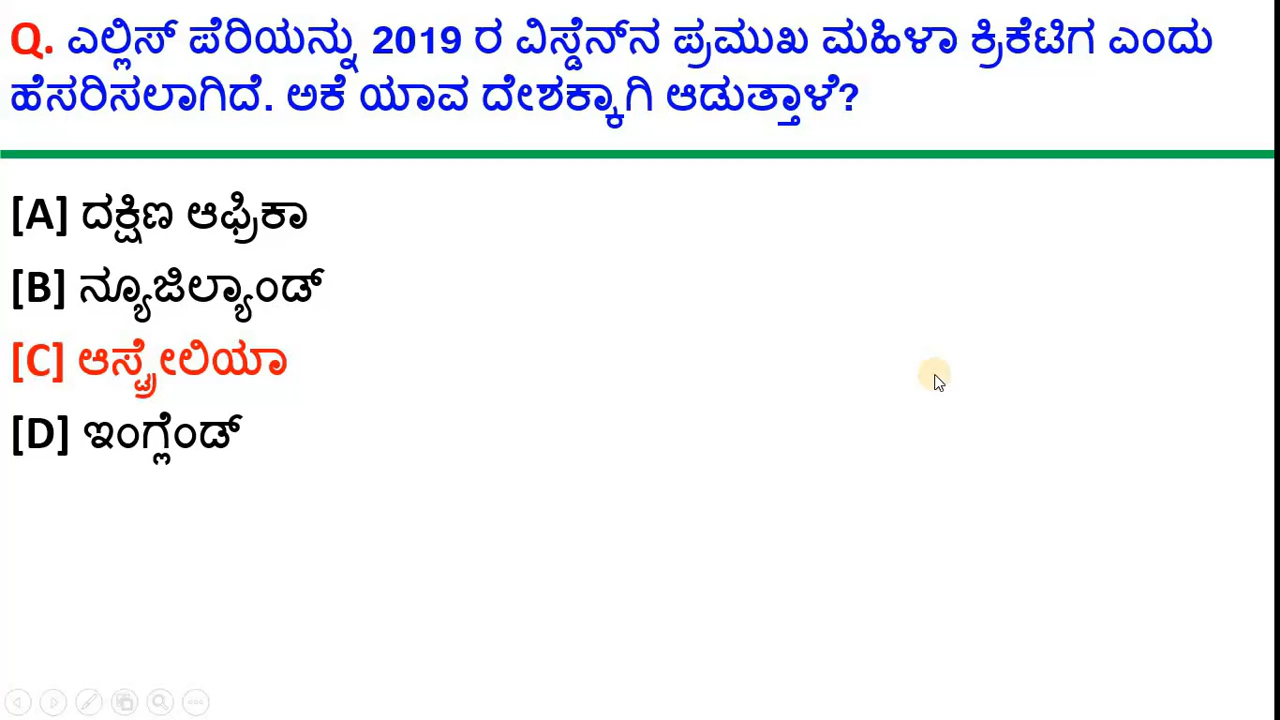 Q. ಎಲ್ಲಿಸ್ ಪೆರಿಯನ್ನು 2019 ರ ವಿಸ್ಡೆನ್‌ನ ಪ್ರಮುಖ ಮಹಿಳಾ ಕ್ರಿಕೆಟಿಗ ಎಂದು
ಹೆಸರಿಸಲಾಗಿದೆ. ಅಕೆ ಯಾವ ದೇಶಕ್ಕಾಗಿ ಆಡುತ್ತಾಳೆ?
[A] ದಕ್ಷಿಣ ಆಫ್ರಿಕಾ
[B] ನ್ಯೂಜಿಲ್ಯಾಂಡ್
[C] ಆಸ್ಟ್ರೇಲಿಯಾ
[D] ಇಂಗ್ಲೆಂಡ್